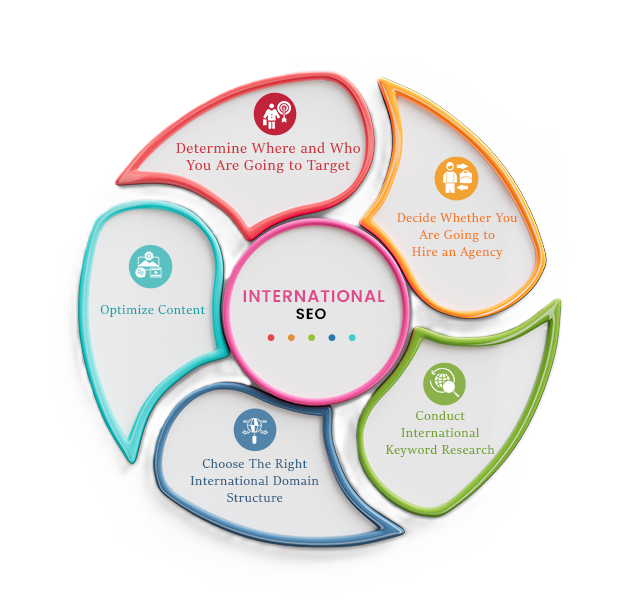 Determine Where and Who
You Are Going to Target
Decide Whether You
Are Going to
Hire an Agency
Conduct
International
Keyword Research
Choose The Right
International Domain
Structure
Optimize Content
INTERNATIONAL
SEO